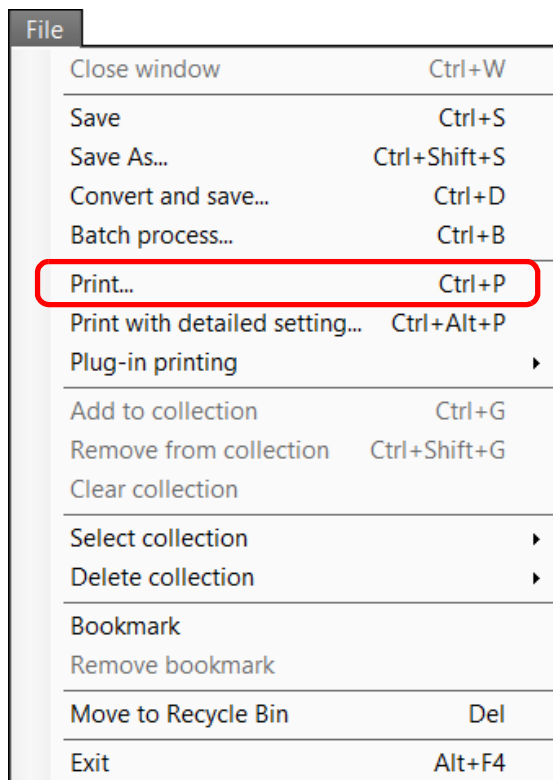 File
Close window Ctrl+W
Save Ctrl+S
Save As... Ctrl+Shift+S
Convert and save... Ctrl+D
Batch process... Ctrl+B
Print... Ctrl+P
Print with detailed setting... Ctrl+Alt+P
Plug-in printing
Add to collection Ctrl+G
Remove from collection Ctrl+Shift+G
Clear collection
Select collection
Delete collection
Bookmark
Remove bookmark
Move to Recycle Bin Del
Exit Alt+F4